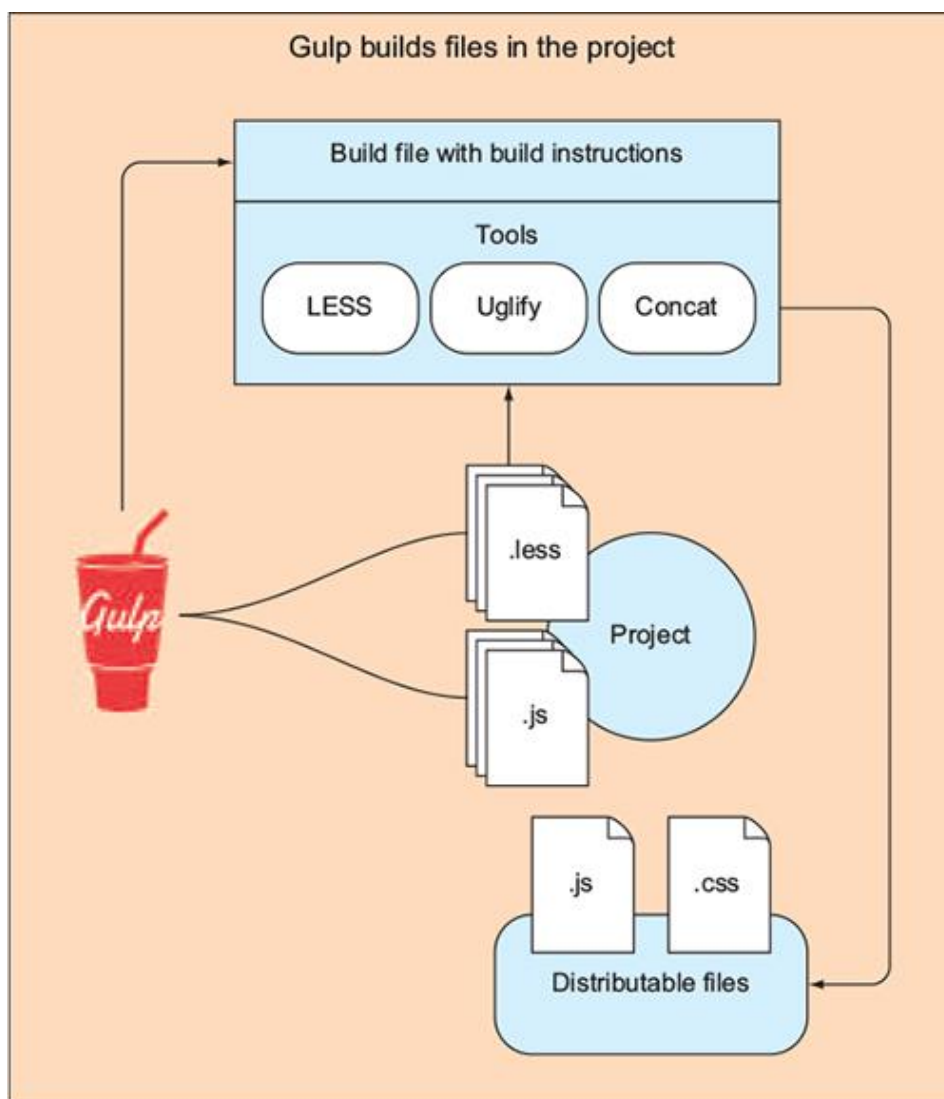 Gulp builds files in the project
Build file with build instructions
Tools
LESS
Uglify
Concat
.less
Gulp
Project
.js
.js
.css
Distributable files